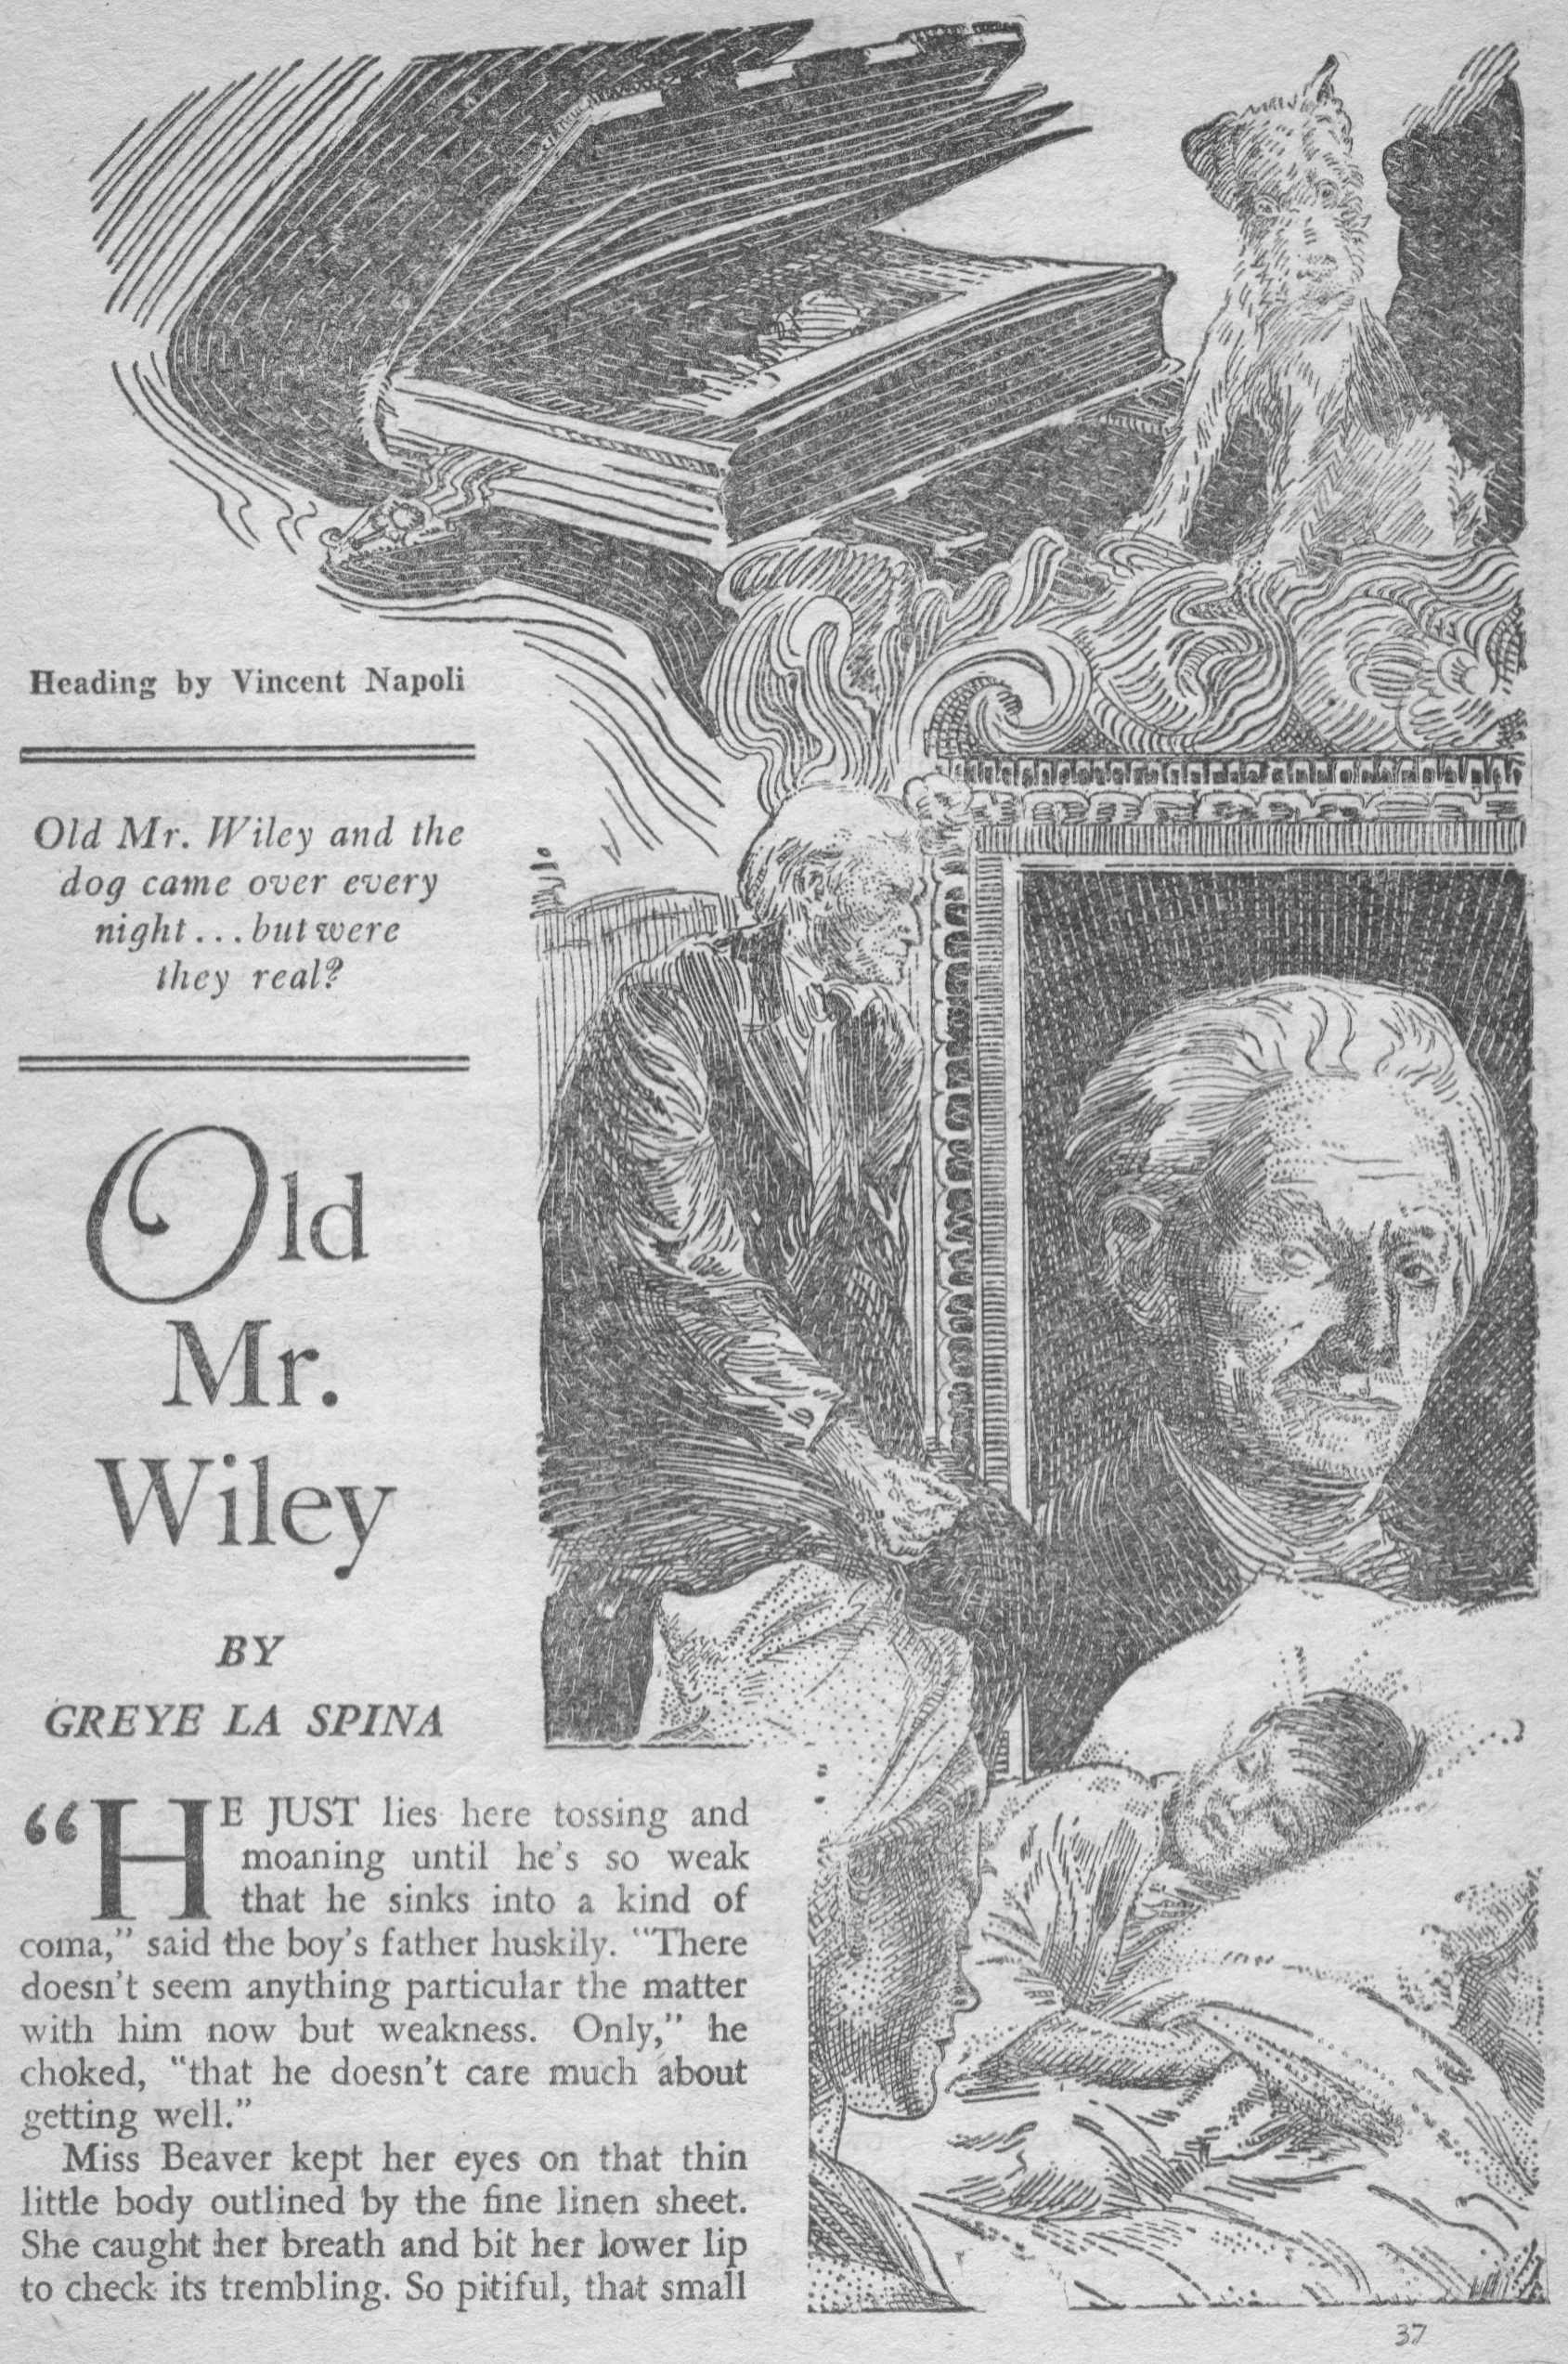 Heading by Vincent Napoli
Old Mr. Wiley and the
dog came over every
night...but were
they real?
Old
Mr.
Wiley
BY
GREYE LA SPINA
“HE JUST lies here tossing and
moaning until he’s so weak
that he sinks into a kind of
coma,” said the boy’s father huskily. “There
doesn’t seem anything particular the matter
with him now but weakness. Only,” he
choked, “that he doesn’t care much about
getting well.”
Miss Beaver kept her eyes on that thin
little body outlined by the fine linen sheet.
She caught her breath and bit her lower lip
to check its trembling. So pitiful, that small
37